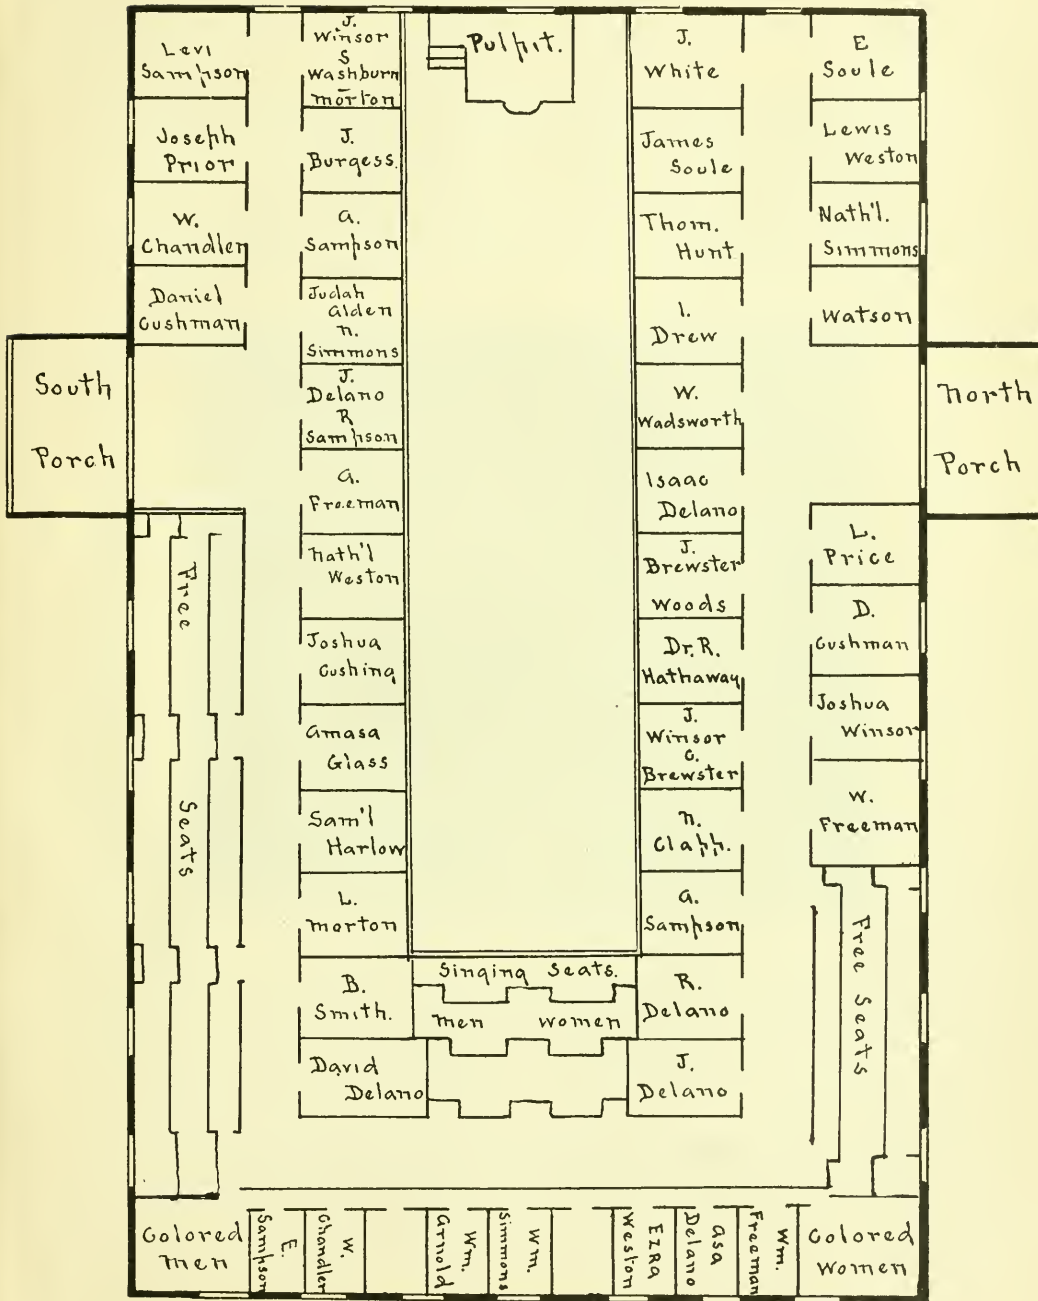 Levi
Sampson
Joseph
Prior
W.
Chandler
Daniel
Cushman
South
Porch
Free
Seats
Colored
men
J.
Winsor
S
Washburn
morton
J.
Burgess.
A.
Sampson
Judah
Alden
N.
Simmons
J.
Delano
R
Sampson
A.
Freeman
Nath'l
Weston
Joshua
Cushing
Amasa
Glass
Sam'l
Harlow
L.
morton
B.
Smith.
David
Delano
Pulpit.
Singing Seats.
men women
J.
White
James
Soule
Thom.
Hunt
I.
Drew
W.
Wadsworth
Isaac
Delano
J.
Brewster
Woods
Dr. R.
Hathaway
J.
Winsor
C.
Brewster
N.
Clapp.
A.
Sampson
R.
Delano
J.
Delano
E
Soule
Lewis
Weston
Nath'l.
Simmons
Watson
North
Porch
L.
Price
D.
Cushman
Joshua
Winsor
W.
Freeman
Free Seats
E.
Sampson
W.
Chandler
Wm.
Arnold
Wm.
Simmons
EZRA
Weston
Asa
Delano
Wm.
Freeman
Colored
Women